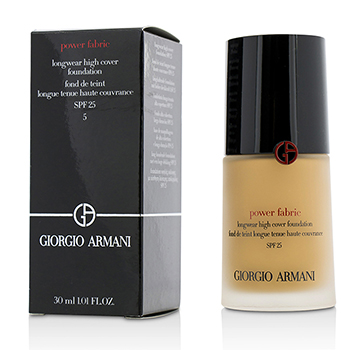 power fabric
longwear high cover
foundation
fond de teint
longue tenue haute couvrance
SPF 25
5
GIORGIO ARMANI
30 ml 1.01 FL.OZ.
power fabric
longwear high cover foundation
fond de teint longue tenue haute couvrance
SPF 25
GIORGIO ARMANI